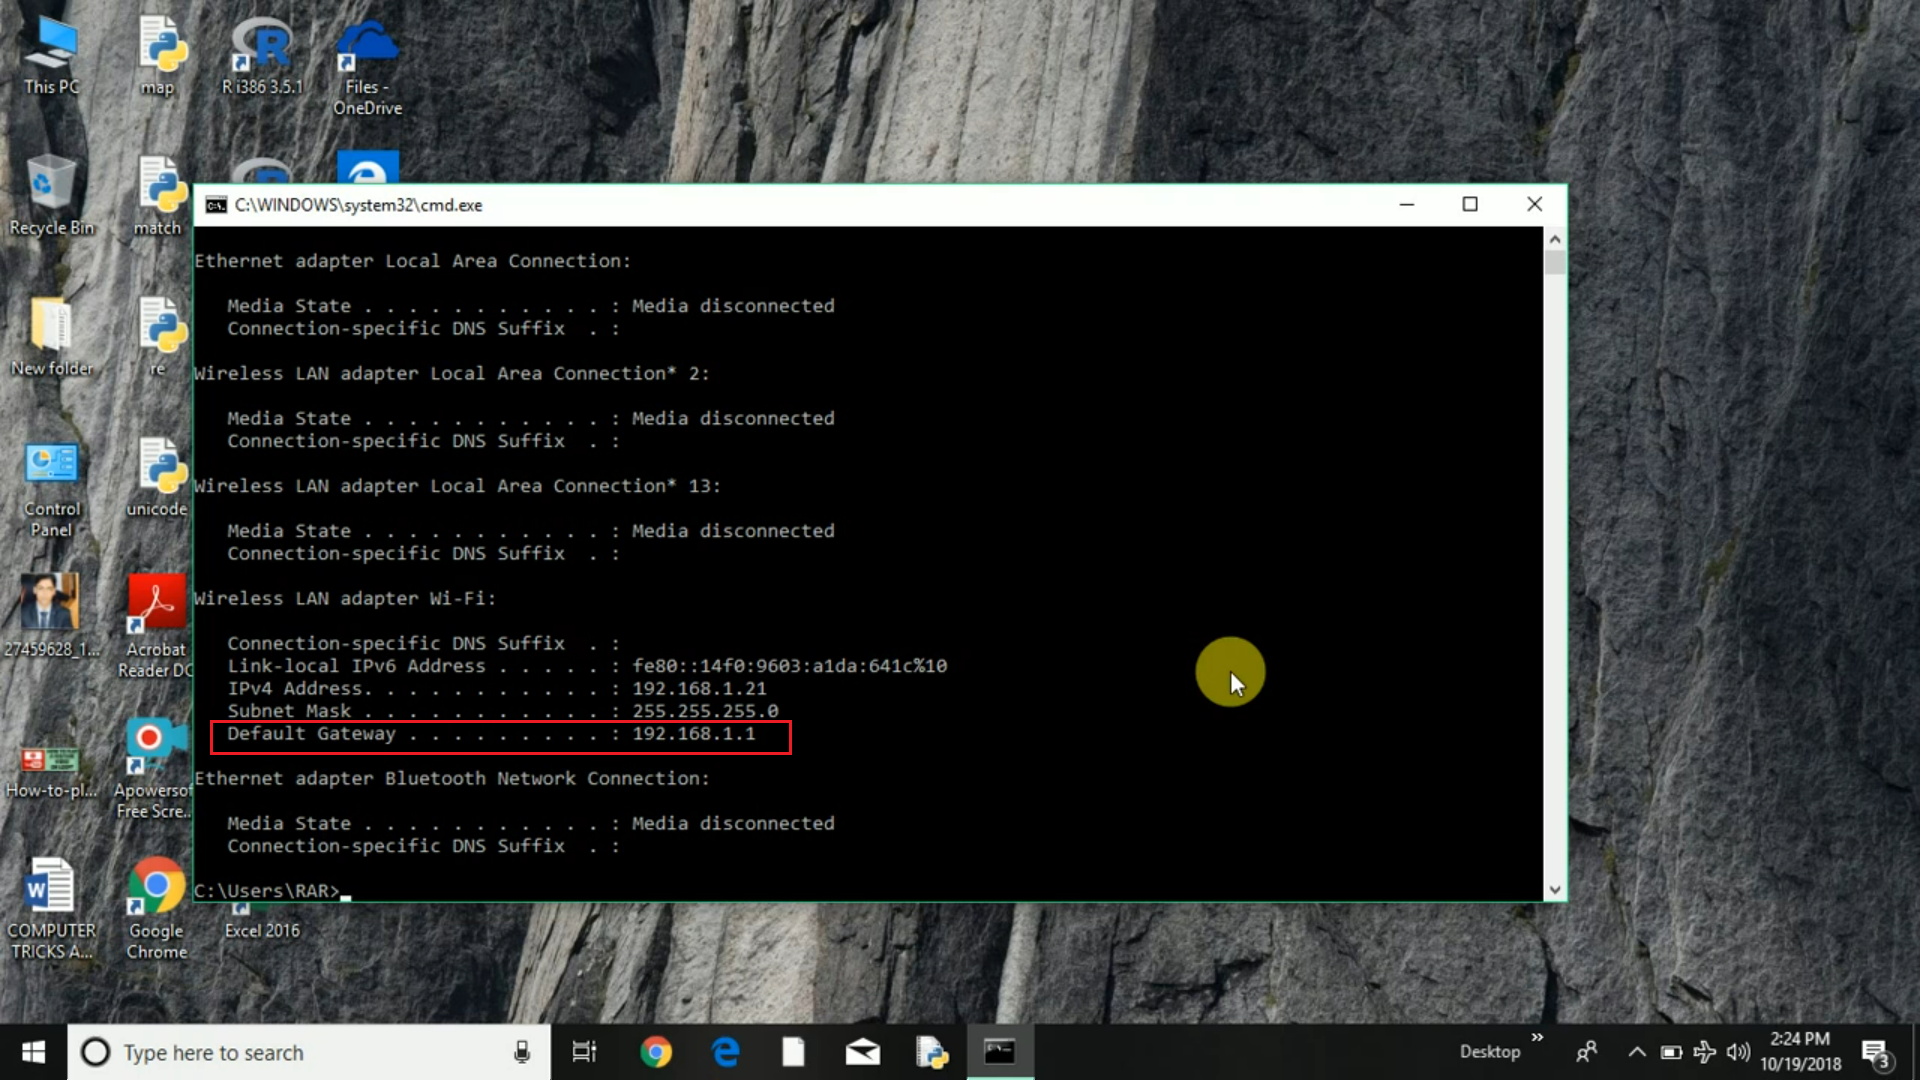 This PC
map
R i386 3.5.1
Files -
OneDrive
Recycle Bin
match
C:\WINDOWS\system32\cmd.exe
Ethernet adapter Local Area Connection:
Media State . . . . . . . . . . . : Media disconnected
Connection-specific DNS Suffix  . :
Wireless LAN adapter Local Area Connection* 2:
Media State . . . . . . . . . . . : Media disconnected
Connection-specific DNS Suffix  . :
Wireless LAN adapter Local Area Connection* 13:
Media State . . . . . . . . . . . : Media disconnected
Connection-specific DNS Suffix  . :
Wireless LAN adapter Wi-Fi:
Connection-specific DNS Suffix  . :
Link-local IPv6 Address . . . . . : fe80::14f0:9603:a1da:641c%10
IPv4 Address. . . . . . . . . . . : 192.168.1.21
Subnet Mask . . . . . . . . . . . : 255.255.255.0
Default Gateway . . . . . . . . . : 192.168.1.1
Ethernet adapter Bluetooth Network Connection:
Media State . . . . . . . . . . . : Media disconnected
Connection-specific DNS Suffix  . :
C:\Users\RAR>
New folder
re
Control
Panel
unicode
27459628_1...
Acrobat
Reader DC
How-to-pl...
Apowersof
Free Scre..
COMPUTER
TRICKS A...
Google
Chrome
Excel 2016
Type here to search
Desktop
2:24 PM
10/19/2018
3